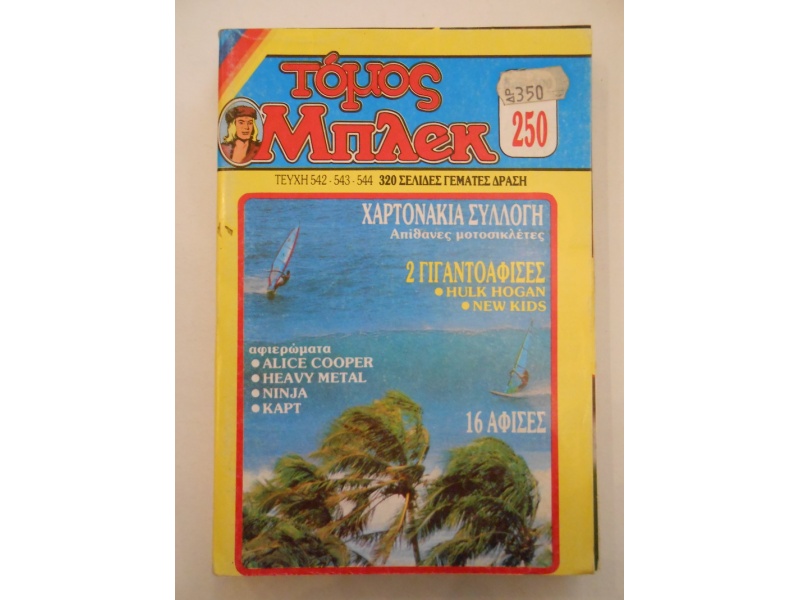 τόμος
Μπλεκ
ΔΡ 350
250
ΤΕΥΧΗ 542 - 543 - 544 320 ΣΕΛΙΔΕΣ ΓΕΜΑΤΕΣ ΔΡΑΣΗ
ΧΑΡΤΟΝΑΚΙΑ ΣΥΛΛΟΓΗ
Απίθανες μοτοσικλέτες
2 ΓΙΓΑΝΤΟΑΦΙΣΕΣ
• HULK HOGAN
• NEW KIDS
αφιερώματα
• ALICE COOPER
• HEAVY METAL
• NINJA
• ΚΑΡΤ
16 ΑΦΙΣΕΣ